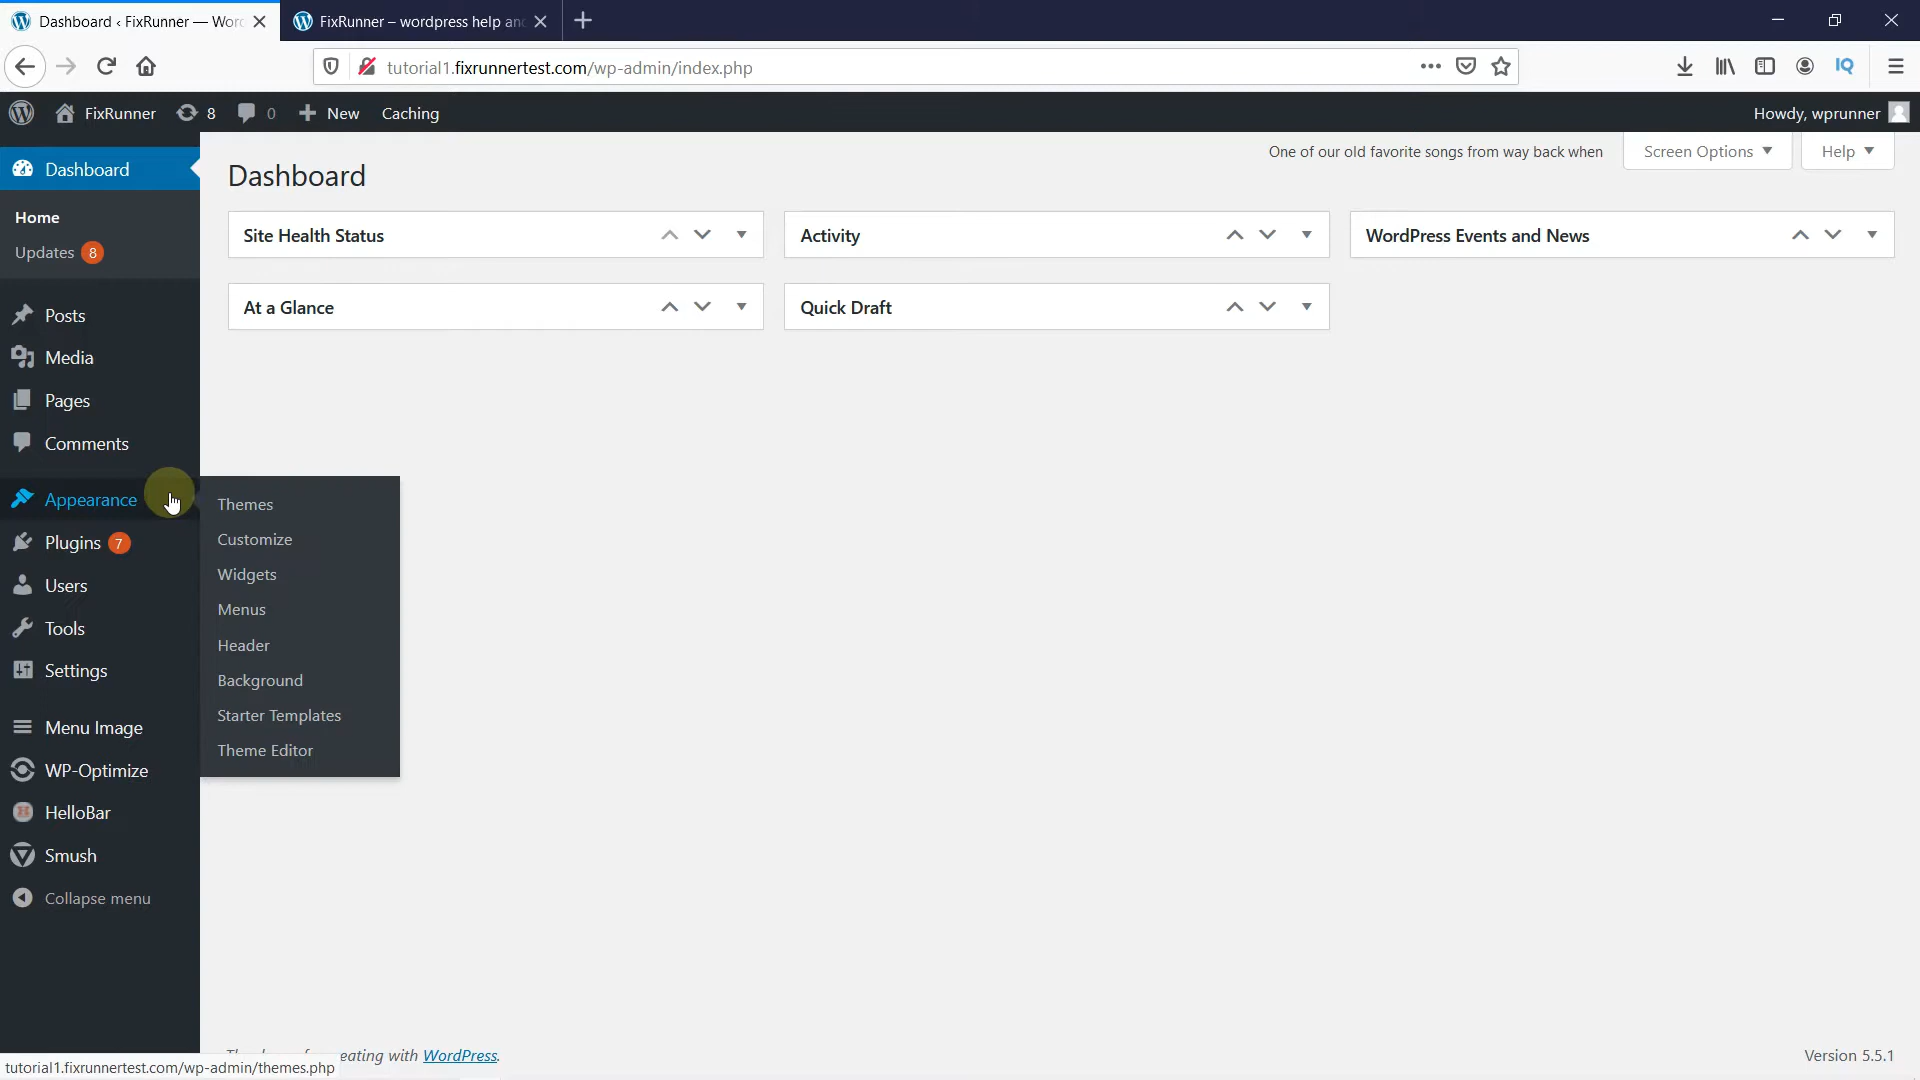 Dashboard ‹ FixRunner — Wor
FixRunner – wordpress help an
tutorial1.fixrunnertest.com/wp-admin/index.php
IQ
FixRunner
8
0
New
Caching
Howdy, wprunner
Dashboard
Home
Updates 8
Posts
Media
Pages
Comments
Appearance
Plugins 7
Users
Tools
Settings
Menu Image
WP-Optimize
HelloBar
Smush
Collapse menu
Themes
Customize
Widgets
Menus
Header
Background
Starter Templates
Theme Editor
Dashboard
One of our old favorite songs from way back when
Screen Options
Help
Site Health Status
Activity
WordPress Events and News
At a Glance
Quick Draft
eating with WordPress.
Version 5.5.1
tutorial1.fixrunnertest.com/wp-admin/themes.php